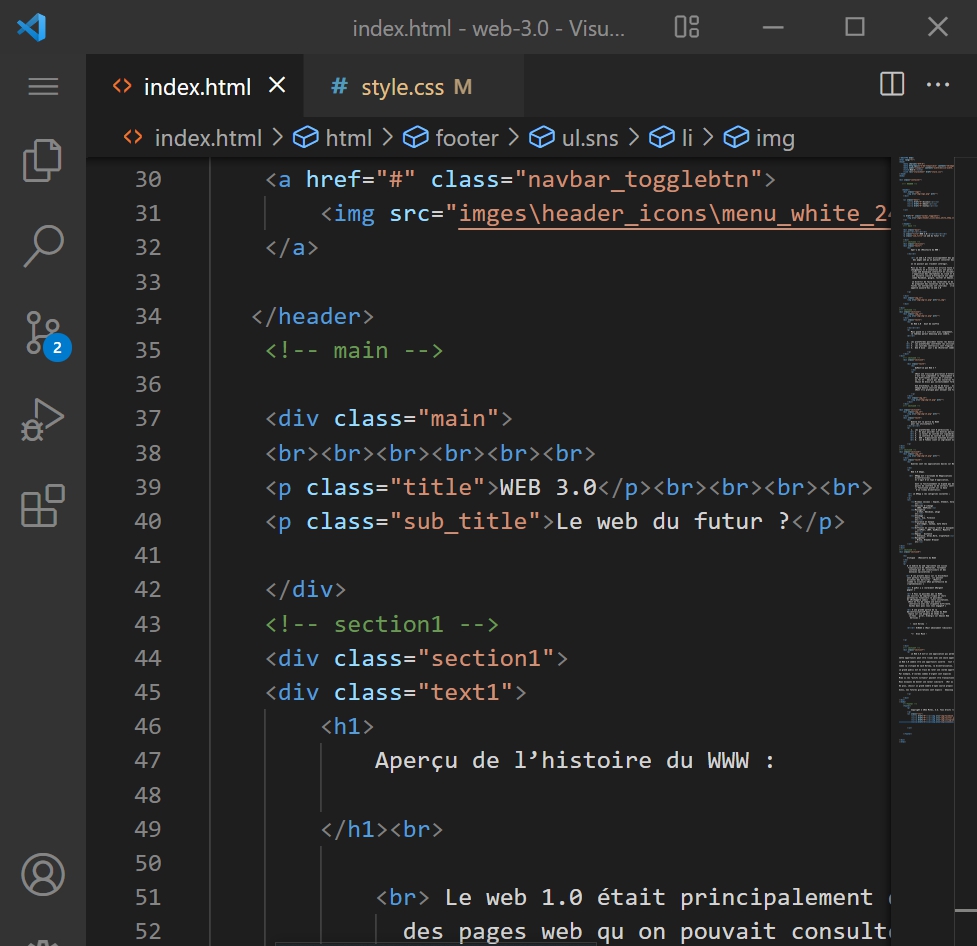 index.html - web-3.0 - Visu...
index.html
# style.css M
index.html > html > footer > ul.sns > li > img
30 <a href="#" class="navbar_togglebtn">
31 <img src="imges\header_icons\menu_white_24
32 </a>
33
34 </header>
35 <!-- main -->
36
37 <div class="main">
38 <br><br><br><br><br><br>
39 <p class="title">WEB 3.0</p><br><br><br><br>
40 <p class="sub_title">Le web du futur ?</p>
41
42 </div>
43 <!-- section1 -->
44 <div class="section1">
45 <div class="text1">
46 <h1>
47 Aperçu de l’histoire du WWW :
48
49 </h1><br>
50
51 <br> Le web 1.0 était principalement
52 des pages web qu on pouvait consult
2